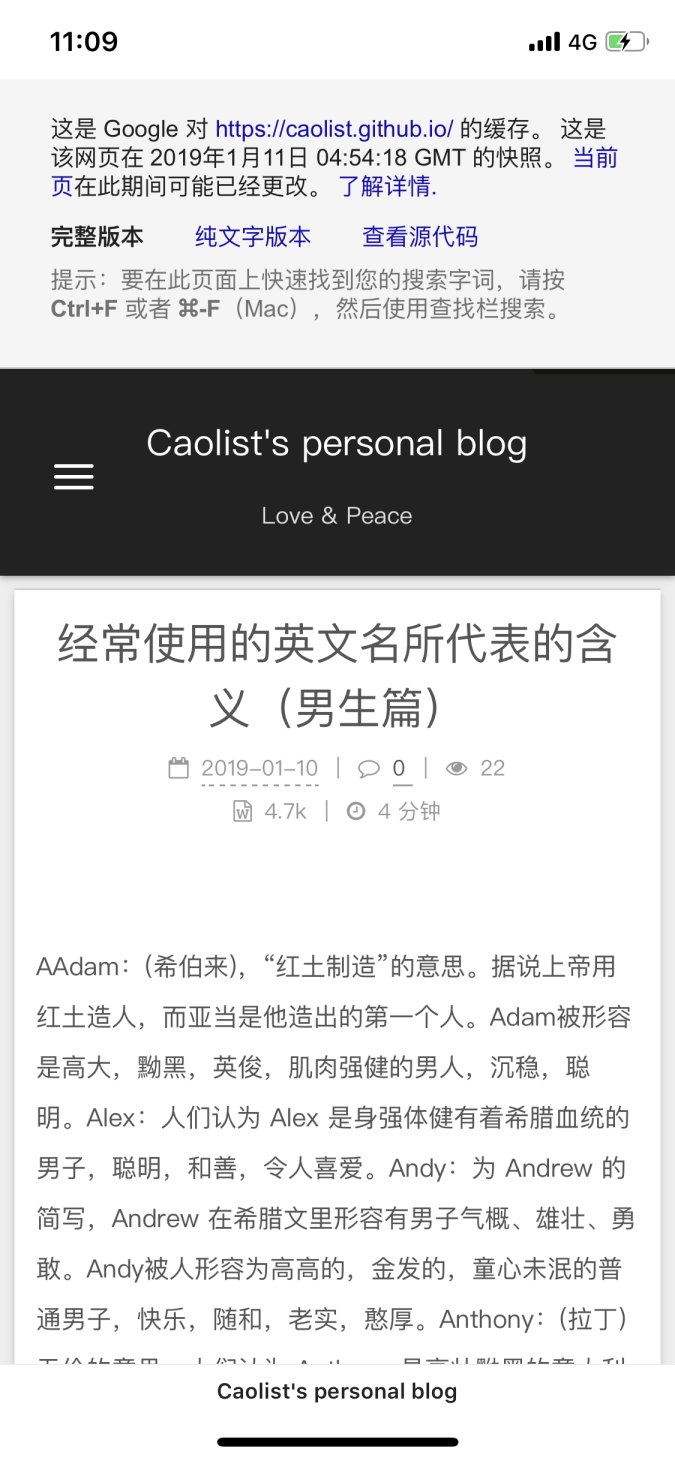 11:09
4G
这是 Google 对 https://caolist.github.io/ 的缓存。 这是
该网页在 2019年1月11日 04:54:18 GMT 的快照。 当前
页在此期间可能已经更改。 了解详情.
完整版本 纯文字版本 查看源代码
提示：要在此页面上快速找到您的搜索字词，请按
Ctrl+F 或者 ⌘-F（Mac），然后使用查找栏搜索。
Caolist's personal blog
Love & Peace
经常使用的英文名所代表的含
义（男生篇）
2019-01-10 | 0 | 22
4.7k | 4 分钟
AAdam：（希伯来），“红土制造”的意思。据说上帝用
红土造人，而亚当是他造出的第一个人。Adam被形容
是高大，黝黑，英俊，肌肉强健的男人，沉稳，聪
明。Alex：人们认为 Alex 是身强体健有着希腊血统的
男子，聪明，和善，令人喜爱。Andy：为 Andrew 的
简写，Andrew 在希腊文里形容有男子气概、雄壮、勇
敢。Andy被人形容为高高的，金发的，童心未泯的普
通男子，快乐，随和，老实，憨厚。Anthony：（拉丁）
Caolist's personal blog